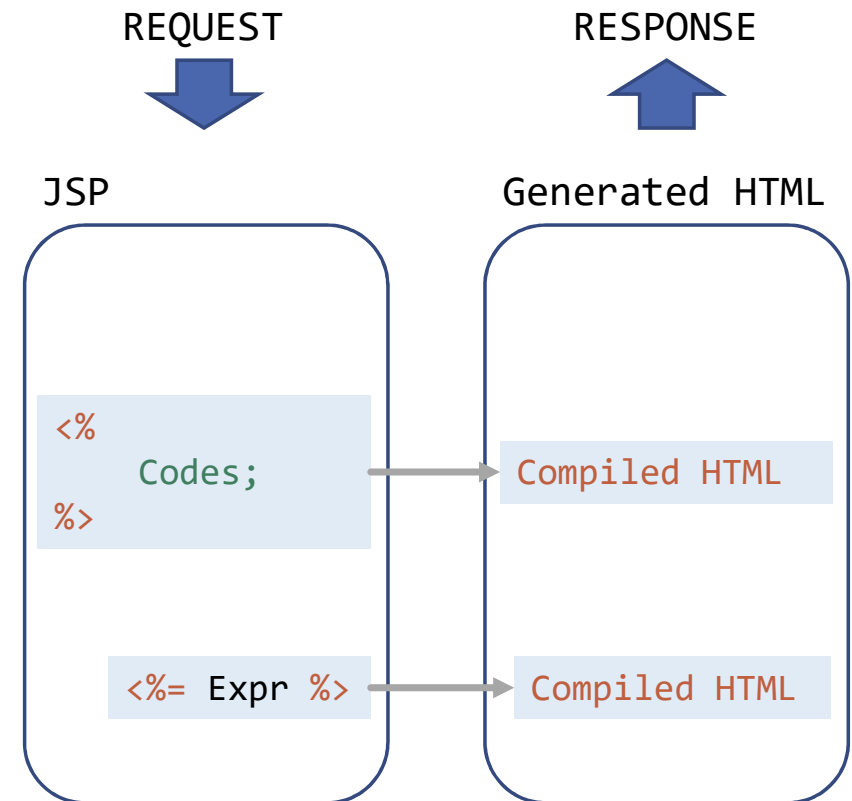 REQUEST
RESPONSE
JSP
Generated HTML
<%
Codes;
%>
Compiled HTML
<%= Expr %>
Compiled HTML